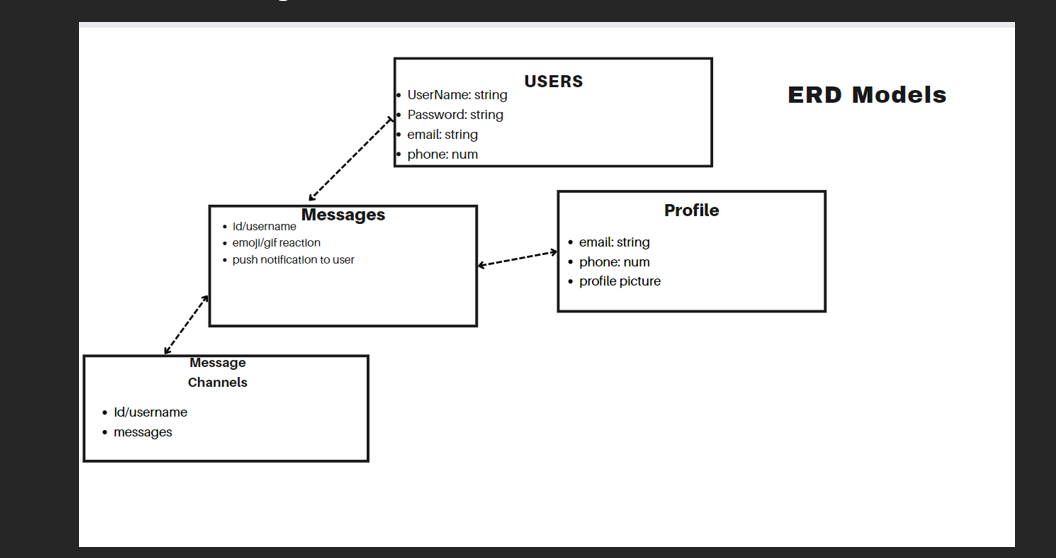 USERS
UserName: string
Password: string
email: string
phone: num
ERD Models
Messages
Id/username
emoji/gif reaction
push notification to user
Profile
email: string
phone: num
profile picture
Message
Channels
Id/username
messages